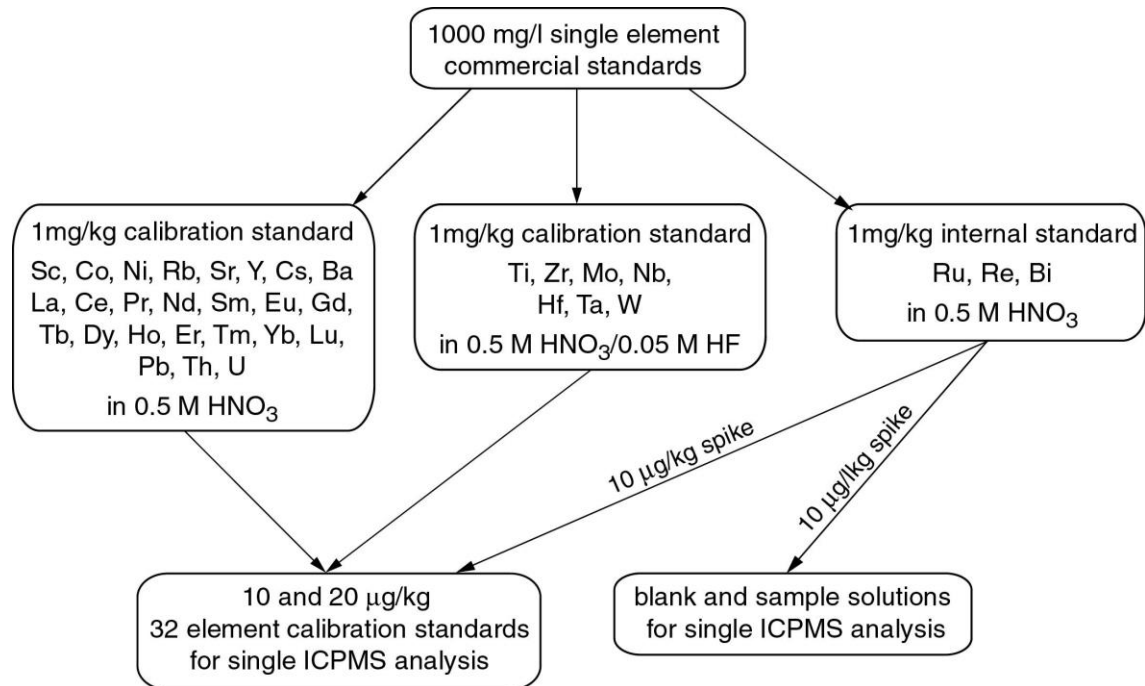 1000 mg/l single element
commercial standards
1mg/kg calibration standard
Sc, Co, Ni, Rb, Sr, Y, Cs, Ba
La, Ce, Pr, Nd, Sm, Eu, Gd,
Tb, Dy, Ho, Er, Tm, Yb, Lu,
Pb, Th, U
in 0.5 M HNO₃
1mg/kg calibration standard
Ti, Zr, Mo, Nb,
Hf, Ta, W
in 0.5 M HNO₃/0.05 M HF
1mg/kg internal standard
Ru, Re, Bi
in 0.5 M HNO₃
10 µg/kg spike
10 µg/lkg spike
10 and 20 µg/kg
32 element calibration standards
for single ICPMS analysis
blank and sample solutions
for single ICPMS analysis